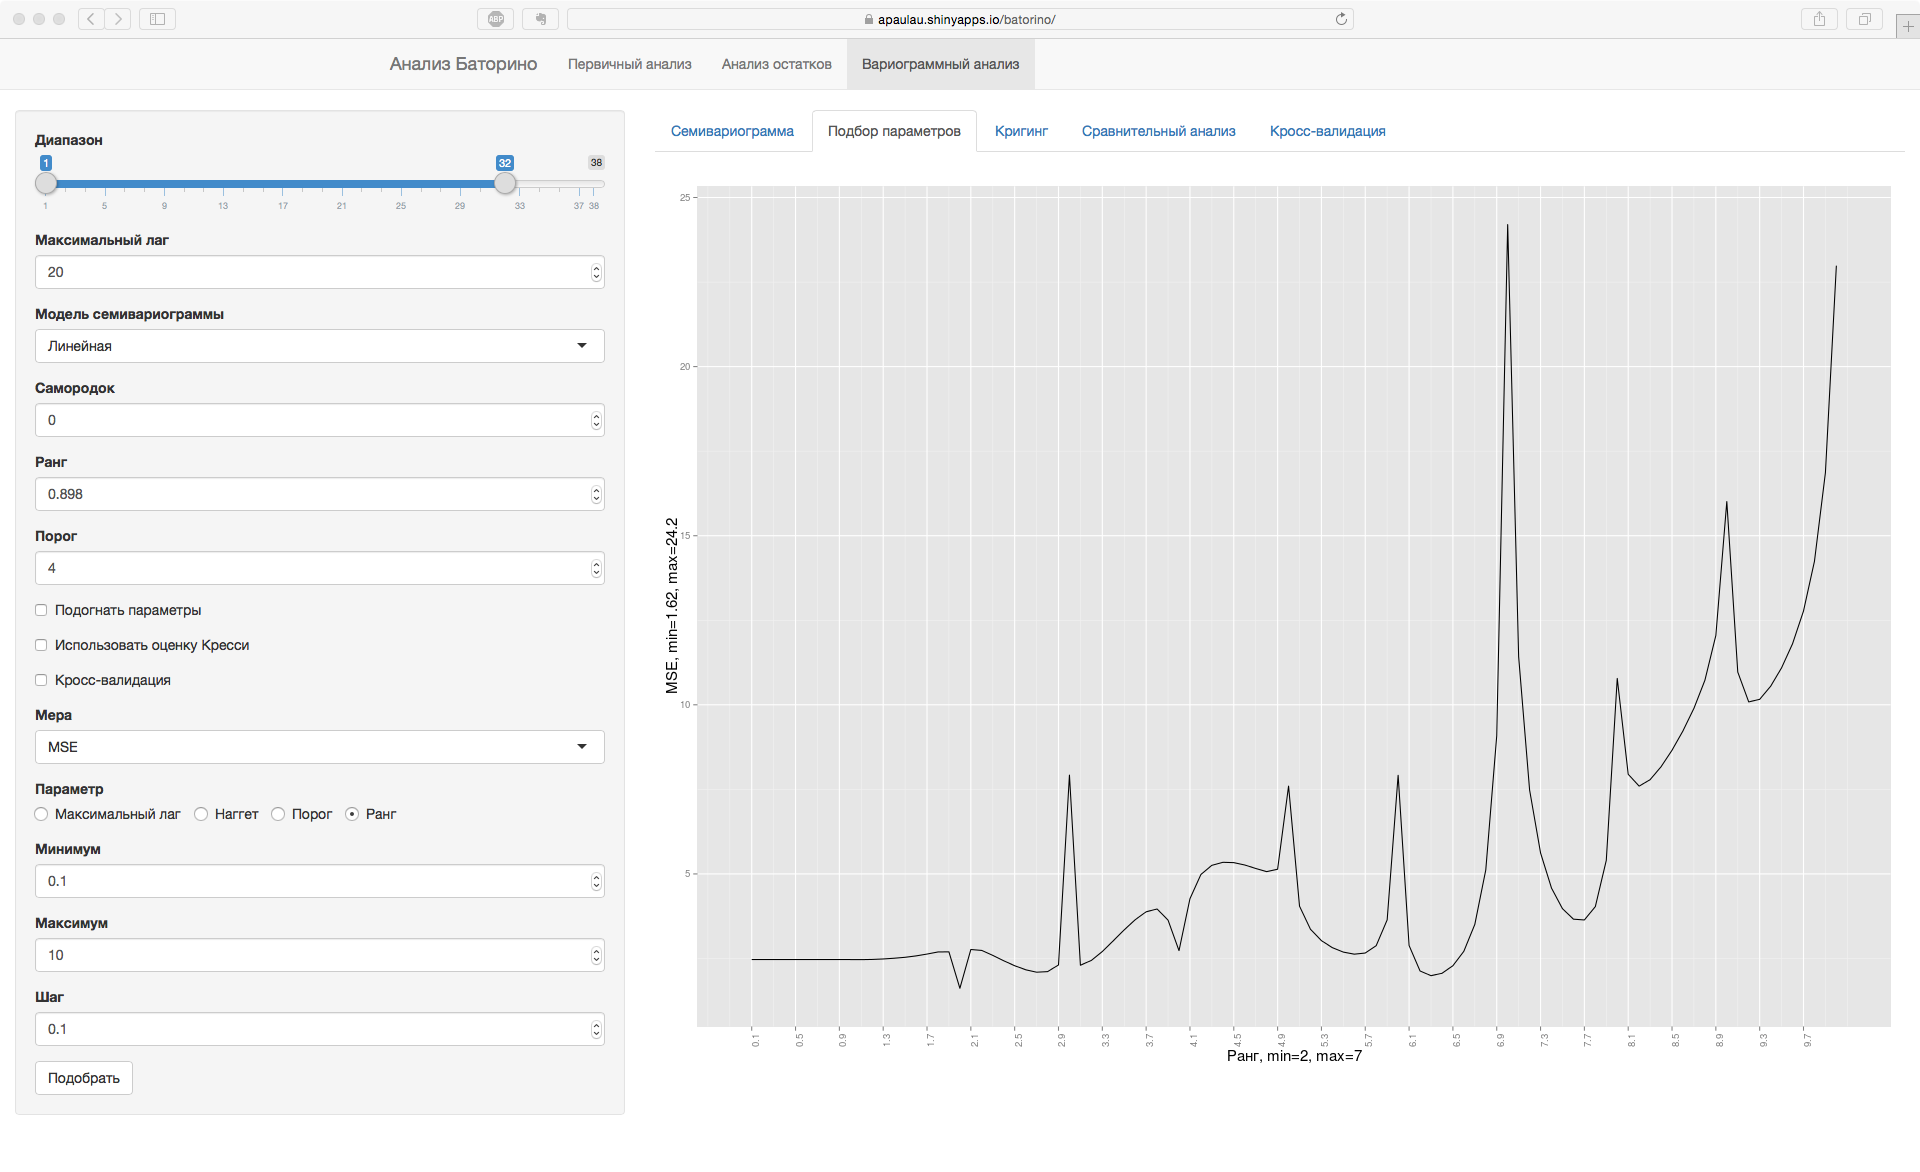 ABP
apaulau.shinyapps.io/batorino/
Анализ Баторино
Первичный анализ
Анализ остатков
Вариограммный анализ
Диапазон
1
32
38
1 5 9 13 17 21 25 29 33 37 38
Максимальный лаг
20
Модель семивариограммы
Линейная
Самородок
0
Ранг
0.898
Порог
4
Подогнать параметры
Использовать оценку Кресси
Кросс-валидация
Мера
MSE
Параметр
Максимальный лаг Наггет Порог Ранг
Минимум
0.1
Максимум
10
Шаг
0.1
Подобрать
Семивариограмма
Подбор параметров
Кригинг
Сравнительный анализ
Кросс-валидация
MSE, min=1.62, max=24.2
25
20
15
10
5
0.1 0.5 0.9 1.3 1.7 2.1 2.5 2.9 3.3 3.7 4.1 4.5 4.9 5.3 5.7 6.1 6.5 6.9 7.3 7.7 8.1 8.5 8.9 9.3 9.7
Ранг, min=2, max=7